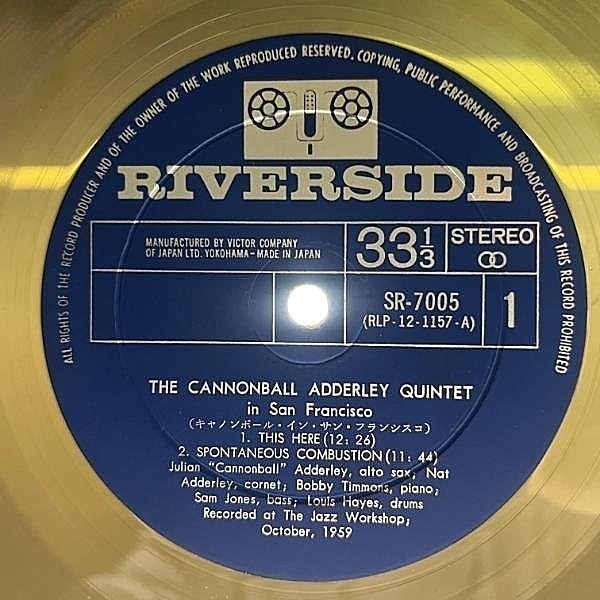 ALL RIGHTS OF THE RECORD PRODUCER AND OF THE OWNER OF THE WORK REPRODUCED RESERVED. COPYING, PUBLIC PERFORMANCE AND BROADCASTING OF THIS RECORD PROHIBITED
RIVERSIDE
MANUFACTURED BY VICTOR COMPANY
OF JAPAN LTD. YOKOHAMA-MADE IN JAPAN
33 1/3
STEREO
SR-7005
(RLP-12-1157-A)
1
THE CANNONBALL ADDERLEY QUINTET
in San Francisco
(キャノンボール・イン・サン・フランシスコ)
1. THIS HERE (12: 26)
2. SPONTANEOUS COMBUSTION (11: 44)
Julian "Cannonball" Adderley, alto sax; Nat
Adderley, cornet; Bobby Timmons, piano;
Sam Jones, bass; Louis Hayes, drums
Recorded at The Jazz Workshop;
October, 1959